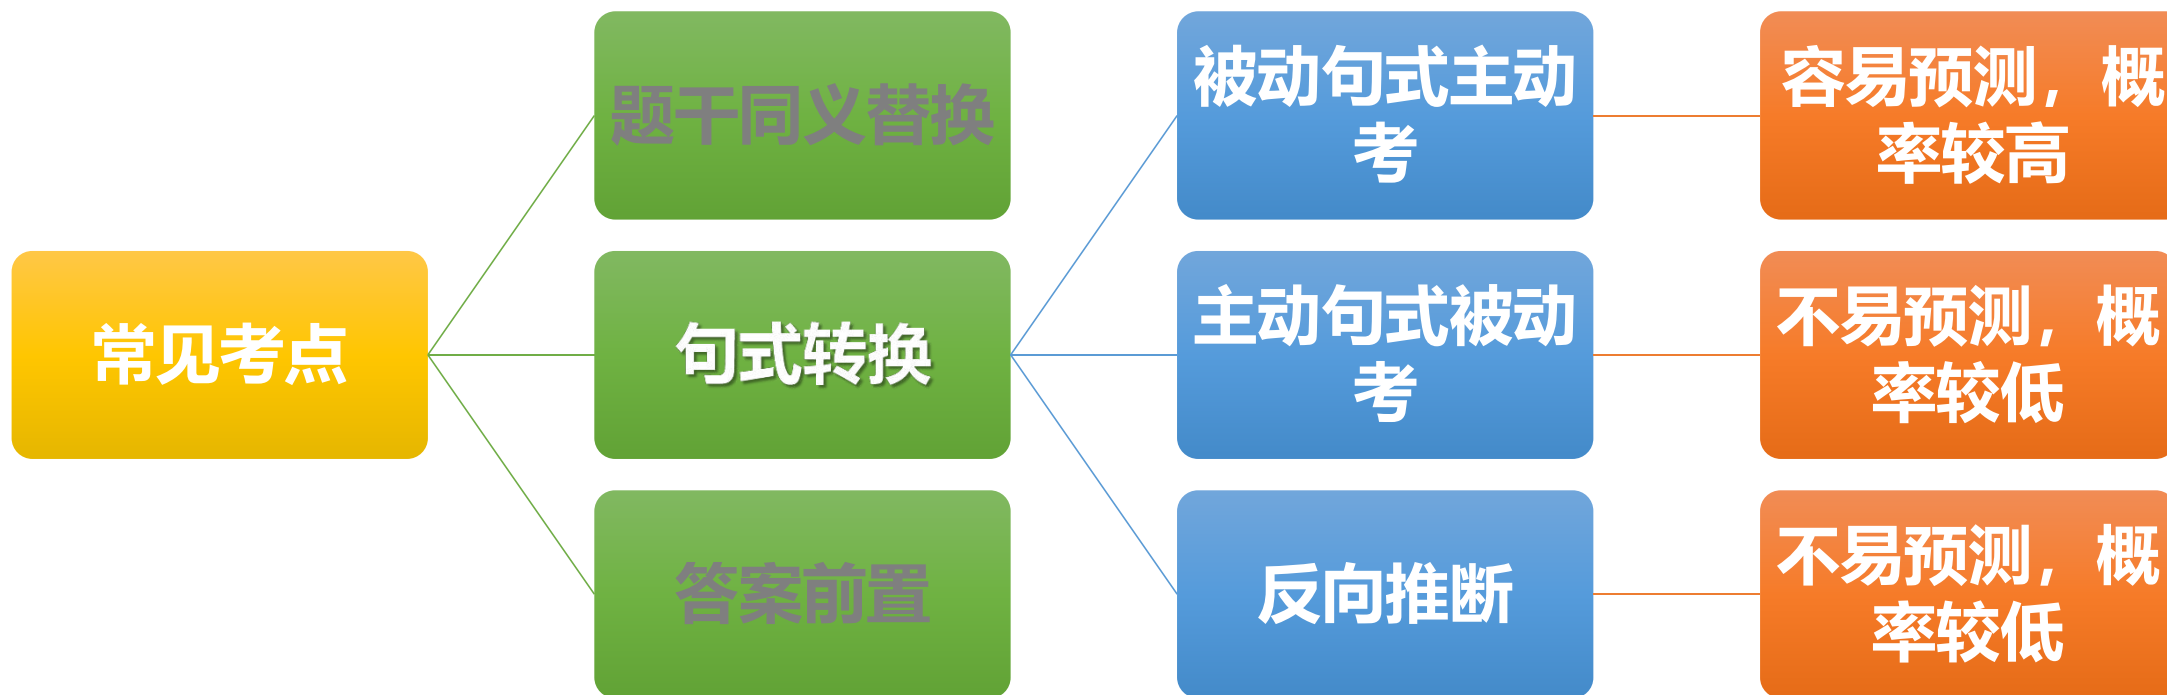 常见考点
题干同义替换
句式转换
答案前置
被动句式主动
考
主动句式被动
考
反向推断
容易预测，概
率较高
不易预测，概
率较低
不易预测，概
率较低